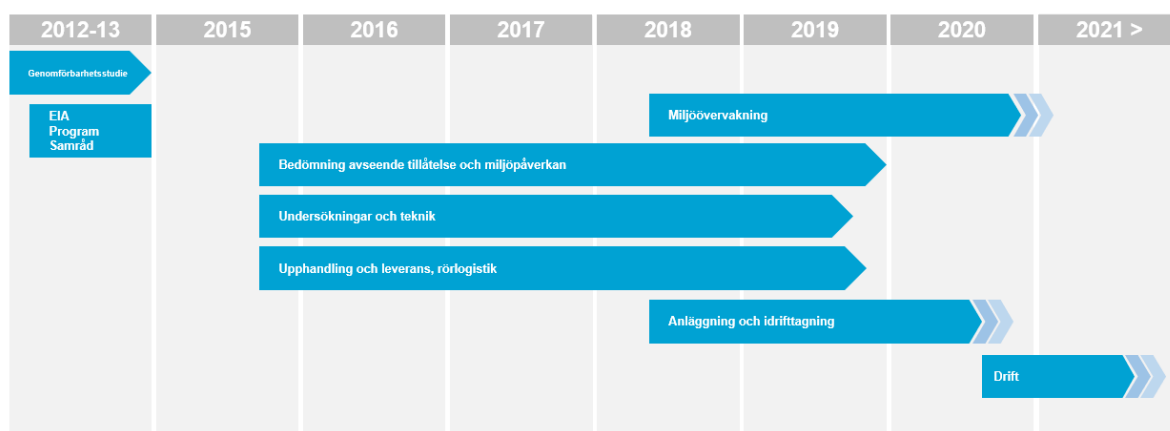 2012-13 2015 2016 2017 2018 2019 2020 2021 >
Genomförbarhetsstudie
EIA
Program
Samråd
Miljöövervakning
Bedömning avseende tillåtelse och miljöpåverkan
Undersökningar och teknik
Upphandling och leverans, rörlogistik
Anläggning och idrifttagning
Drift